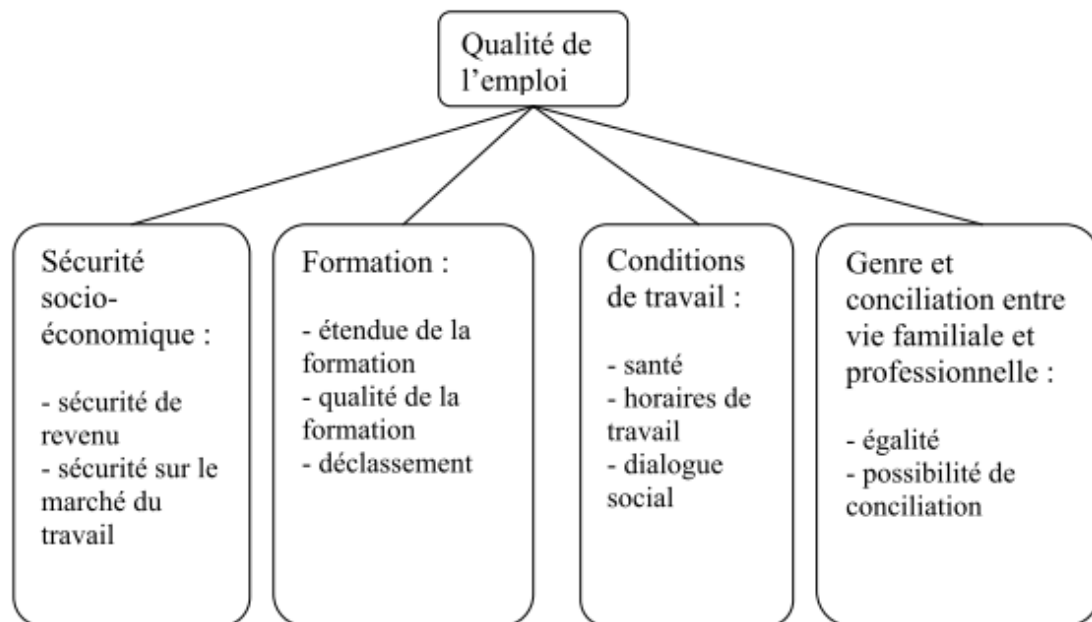 Qualité de
l’emploi
Sécurité
socio-
économique :
- sécurité de
revenu
- sécurité sur le
marché du
travail
Formation :
- étendue de la
formation
- qualité de la
formation
- déclassement
Conditions
de travail :
- santé
- horaires de
travail
- dialogue
social
Genre et
conciliation entre
vie familiale et
professionnelle :
- égalité
- possibilité de
conciliation